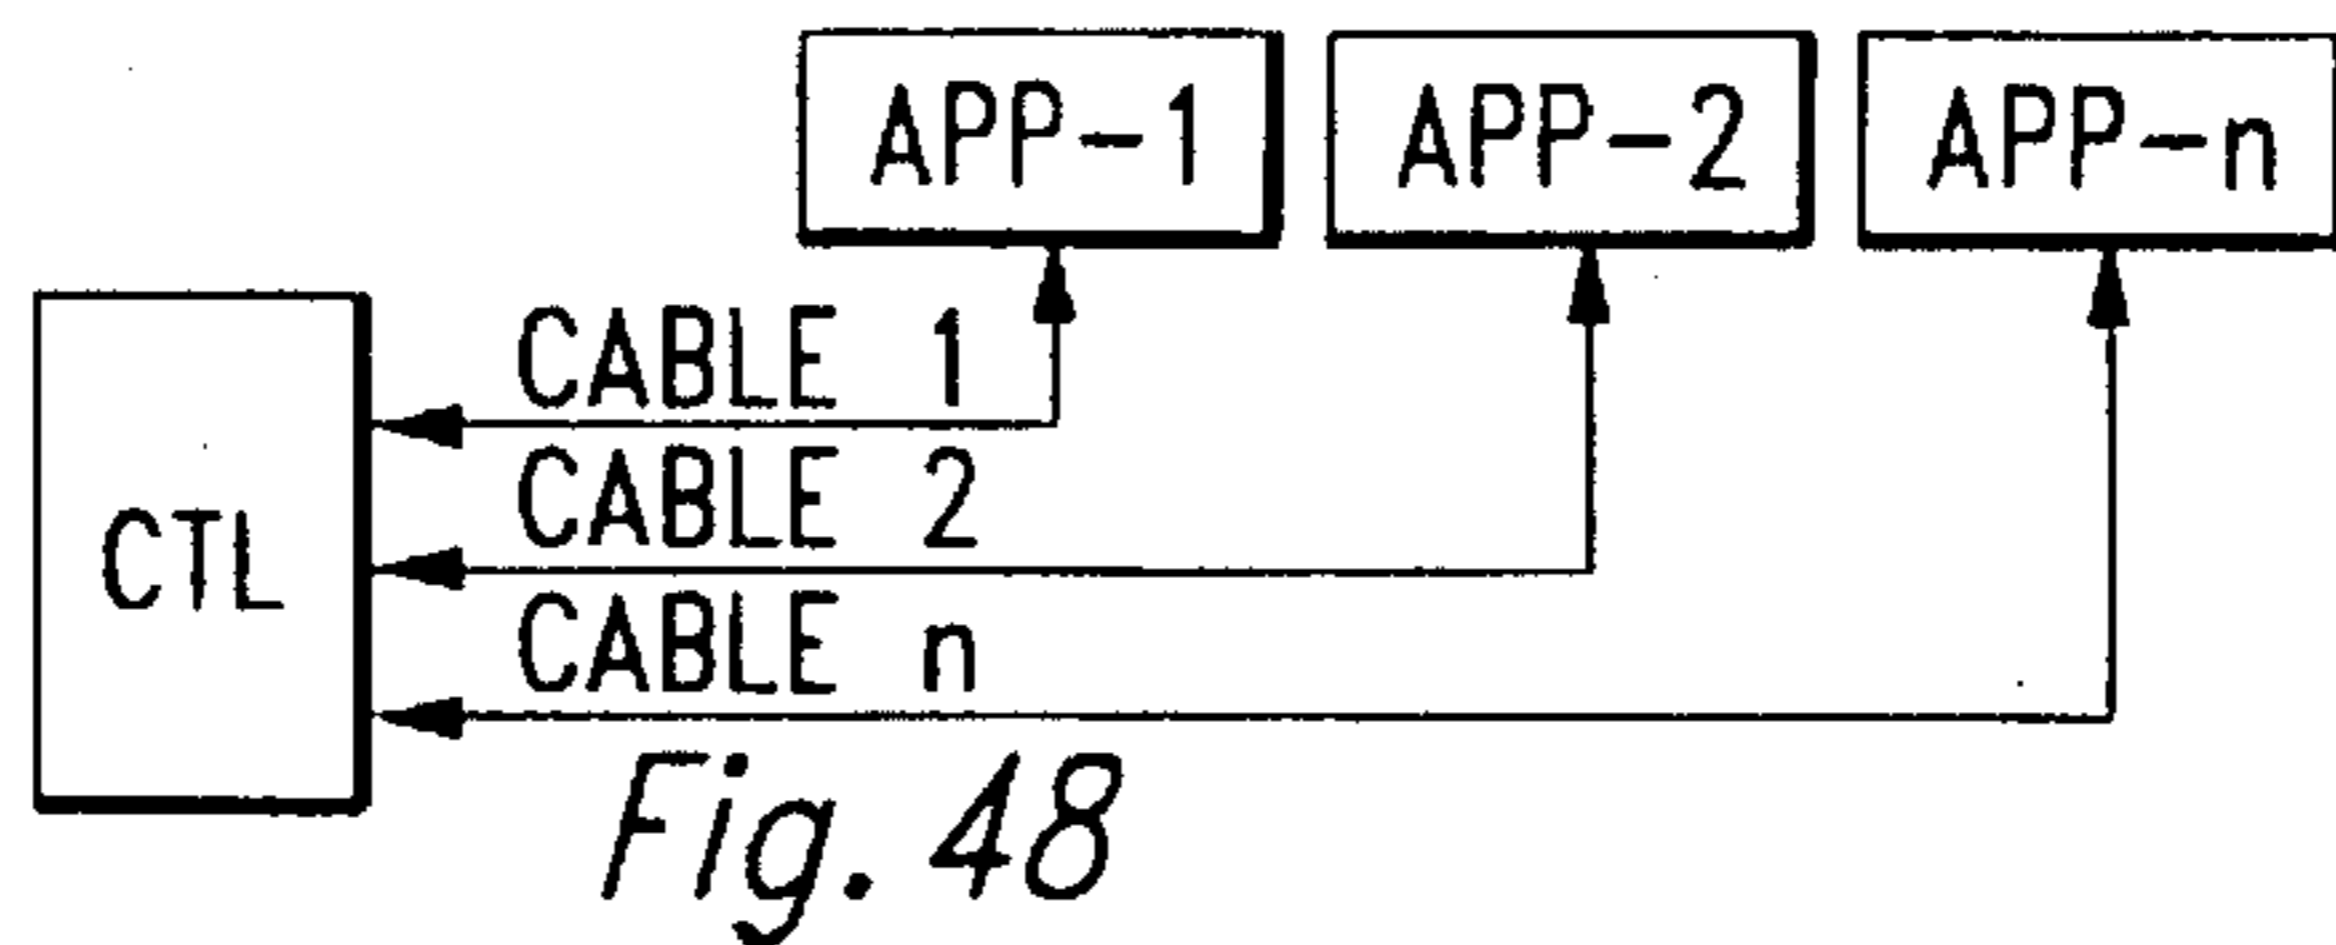 APP-1
APP-2
APP-n
CABLE 1
CABLE 2
CTL
CABLE n
Fig. 48